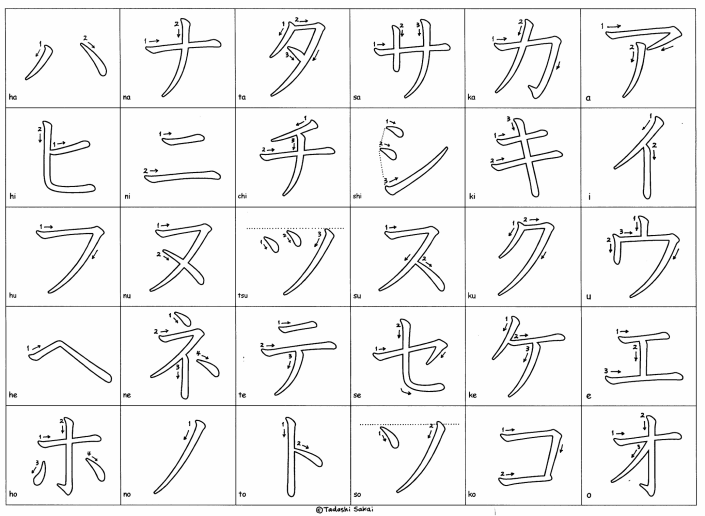 ハ ナ タ サ カ ア
ha na ta sa ka a
ヒ ニ チ シ キ イ
hi ni chi shi ki i
フ ヌ ツ ス ク ウ
hu nu tsu su ku u
ヘ ネ テ セ ケ エ
he ne te se ke e
ホ ノ ト ソ コ オ
ho no to so ko o
©Tadashi Sakai